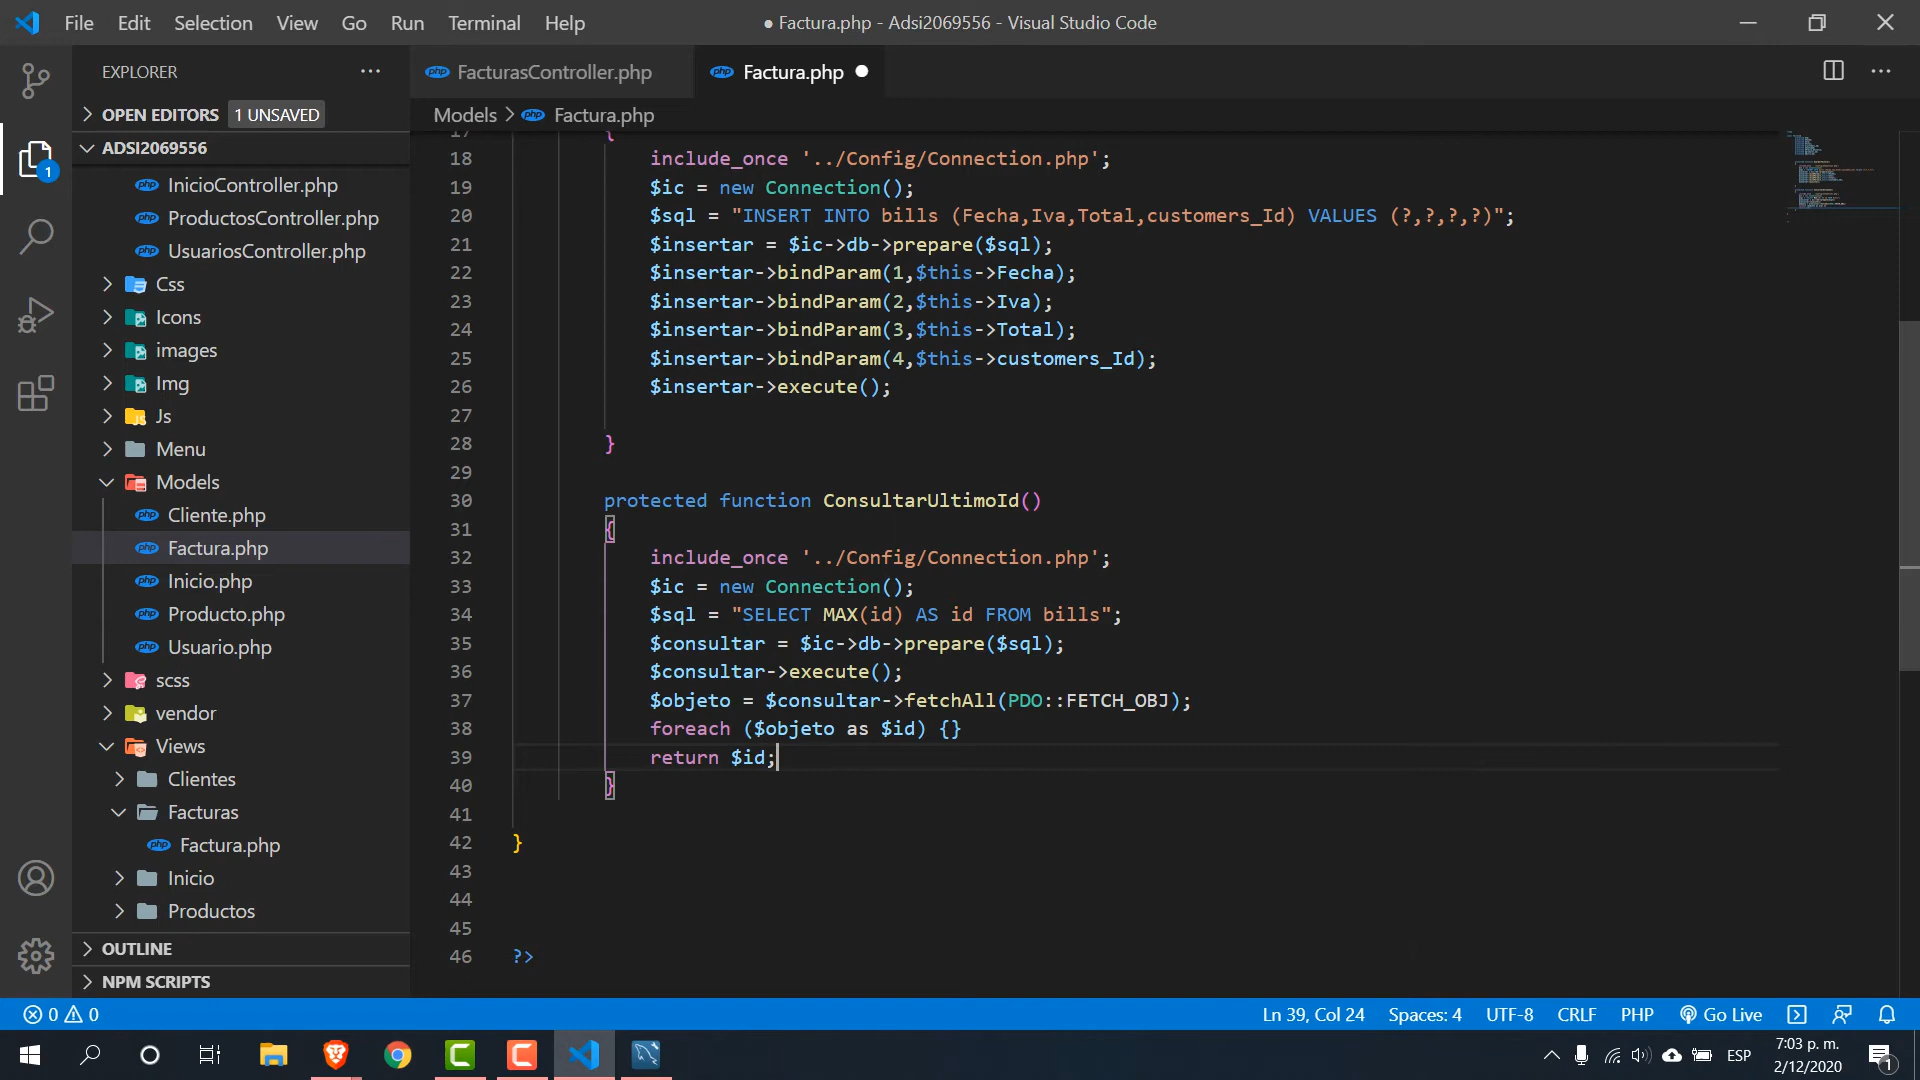 File Edit Selection View Go Run Terminal Help
● Factura.php - Adsi2069556 - Visual Studio Code
EXPLORER
OPEN EDITORS 1 UNSAVED
ADSI2069556
InicioController.php
ProductosController.php
UsuariosController.php
Css
Icons
images
Img
Js
Menu
Models
Cliente.php
Factura.php
Inicio.php
Producto.php
Usuario.php
scss
vendor
Views
Clientes
Facturas
Factura.php
Inicio
Productos
OUTLINE
NPM SCRIPTS
1
php FacturasController.php
php Factura.php ●
Models > php Factura.php
17 {
18 include_once '../Config/Connection.php';
19 $ic = new Connection();
20 $sql = "INSERT INTO bills (Fecha,Iva,Total,customers_Id) VALUES (?,?,?,?)";
21 $insertar = $ic->db->prepare($sql);
22 $insertar->bindParam(1,$this->Fecha);
23 $insertar->bindParam(2,$this->Iva);
24 $insertar->bindParam(3,$this->Total);
25 $insertar->bindParam(4,$this->customers_Id);
26 $insertar->execute();
27
28 }
29
30 protected function ConsultarUltimoId()
31 {
32 include_once '../Config/Connection.php';
33 $ic = new Connection();
34 $sql = "SELECT MAX(id) AS id FROM bills";
35 $consultar = $ic->db->prepare($sql);
36 $consultar->execute();
37 $objeto = $consultar->fetchAll(PDO::FETCH_OBJ);
38 foreach ($objeto as $id) {}
39 return $id;
40 }
41
42 }
43
44
45
46 ?>
0 0
Ln 39, Col 24 Spaces: 4 UTF-8 CRLF PHP Go Live
ESP
7:03 p. m.
2/12/2020
1